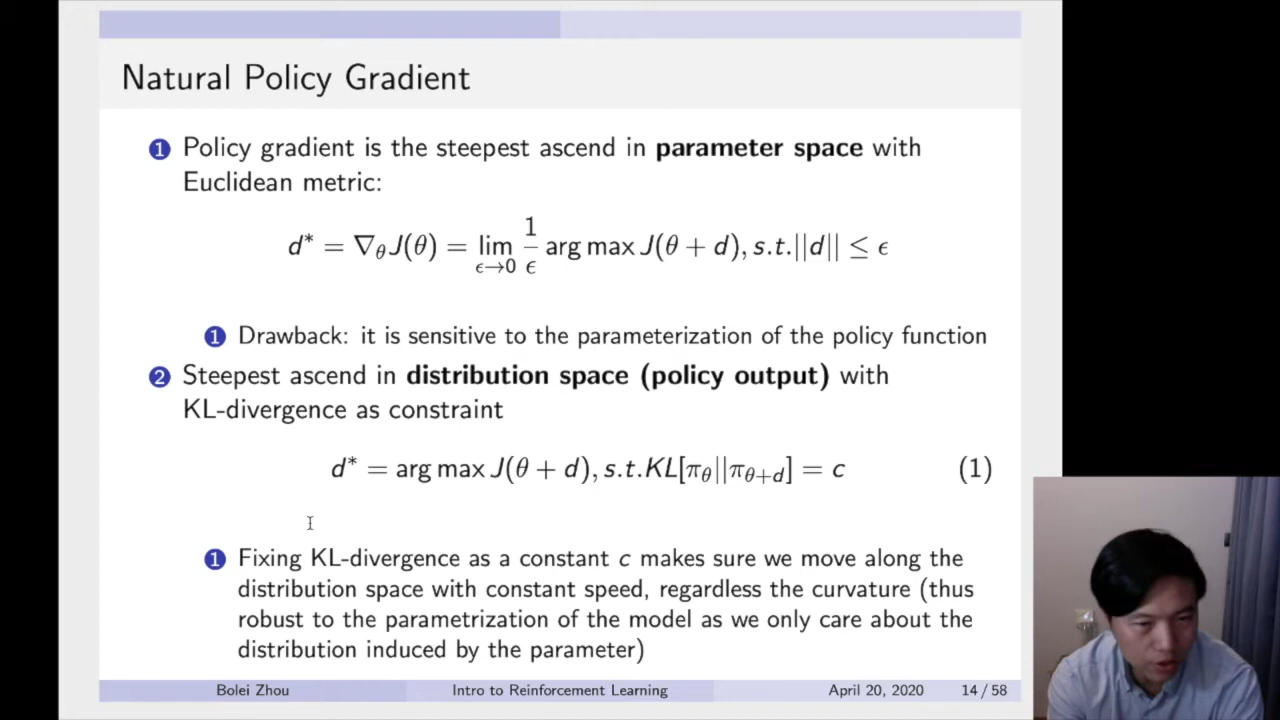 Natural Policy Gradient
1 Policy gradient is the steepest ascend in parameter space with
Euclidean metric:
d* = ∇θJ(θ) = lim ϵ→0 1/ϵ arg max J(θ + d), s.t.||d|| ≤ ϵ
1 Drawback: it is sensitive to the parameterization of the policy function
2 Steepest ascend in distribution space (policy output) with
KL-divergence as constraint
d* = arg max J(θ + d), s.t.KL[πθ||πθ+d] = c (1)
1 Fixing KL-divergence as a constant c makes sure we move along the
distribution space with constant speed, regardless the curvature (thus
robust to the parametrization of the model as we only care about the
distribution induced by the parameter)
Bolei Zhou Intro to Reinforcement Learning April 20, 2020 14 / 58